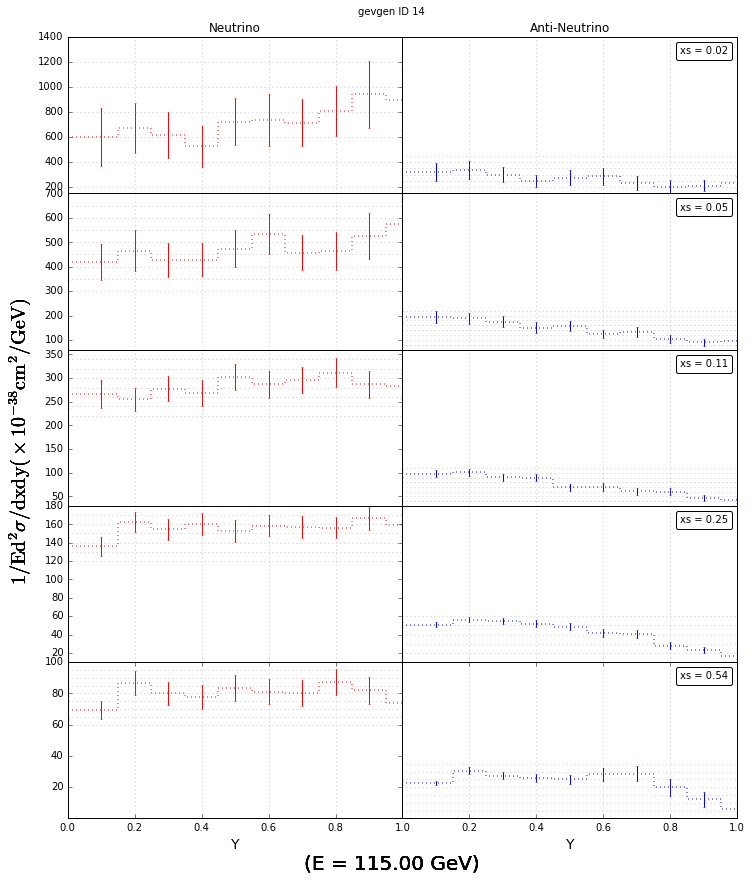 gevgen ID 14
Neutrino
Anti-Neutrino
1400
1200
1000
800
600
400
200
xs = 0.02
700
600
500
400
300
200
100
xs = 0.05
350
300
250
200
150
100
50
xs = 0.11
180
160
140
120
100
80
60
40
20
xs = 0.25
100
80
60
40
20
xs = 0.54
1/Ed²σ/dxdy(×10⁻³⁸cm²/GeV)
0.0 0.2 0.4 0.6 0.8 1.0 0.2 0.4 0.6 0.8 1.0
Y Y
(E = 115.00 GeV)